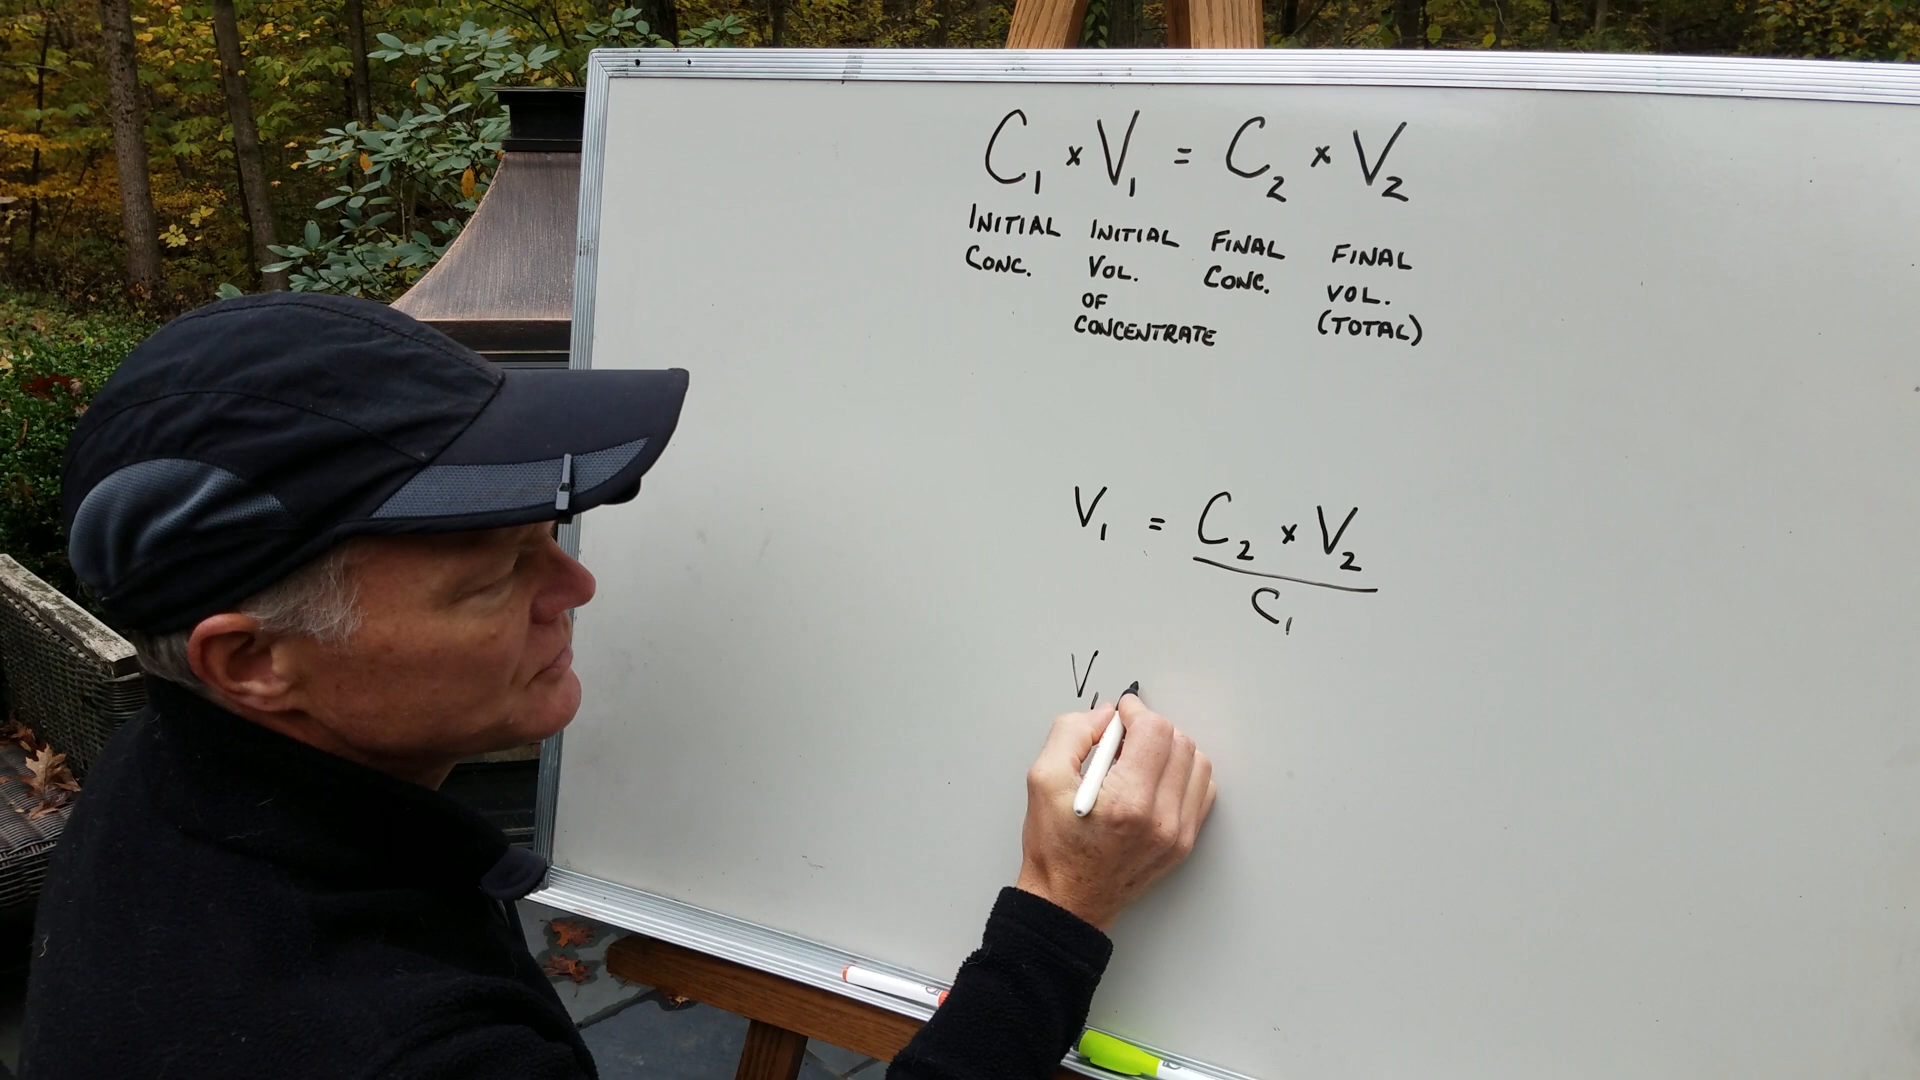 C₁ × V₁ = C₂ × V₂
INITIAL CONC.
INITIAL VOL. OF CONCENTRATE
FINAL CONC.
FINAL VOL. (TOTAL)
V₁ = C₂ × V₂
C₁
V₁